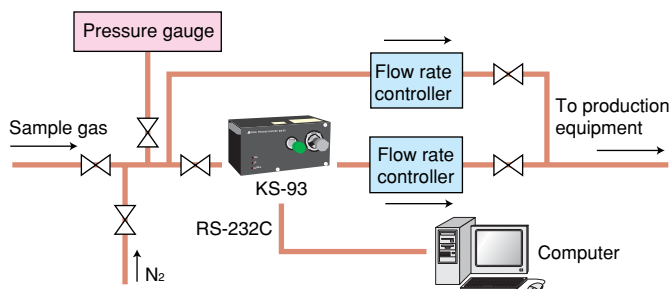 Pressure gauge
Flow rate
controller
To production
equipment
Sample gas
Flow rate
controller
KS-93
RS-232C
Computer
N₂